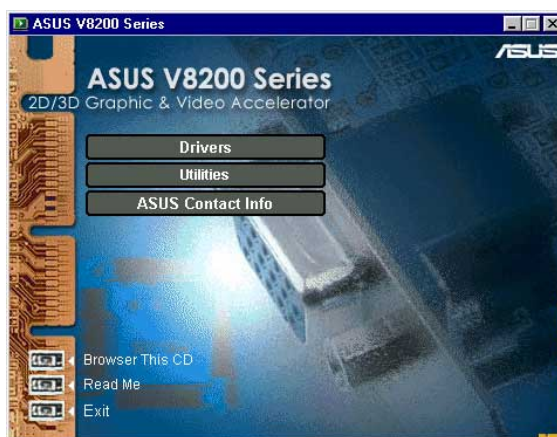 ASUS V8200 Series
ASUS
ASUS V8200 Series
2D/3D Graphic & Video Accelerator
Drivers
Utilities
ASUS Contact Info
Browser This CD
Read Me
Exit